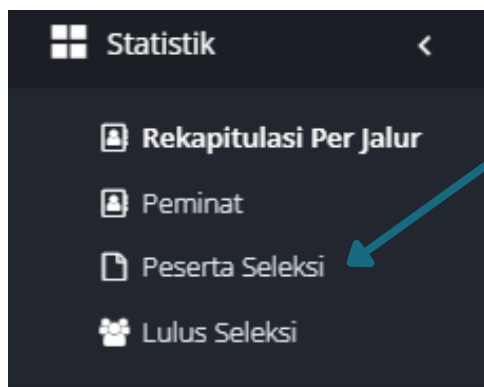 Statistik
Rekapitulasi Per Jalur
Peminat
Peserta Seleksi
Lulus Seleksi